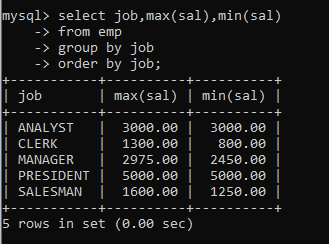 mysql> select job,max(sal),min(sal)
    -> from emp
    -> group by job
    -> order by job;
+-----------+----------+----------+
| job       | max(sal) | min(sal) |
+-----------+----------+----------+
| ANALYST   |  3000.00 |  3000.00 |
| CLERK     |  1300.00 |   800.00 |
| MANAGER   |  2975.00 |  2450.00 |
| PRESIDENT |  5000.00 |  5000.00 |
| SALESMAN  |  1600.00 |  1250.00 |
+-----------+----------+----------+
5 rows in set (0.00 sec)